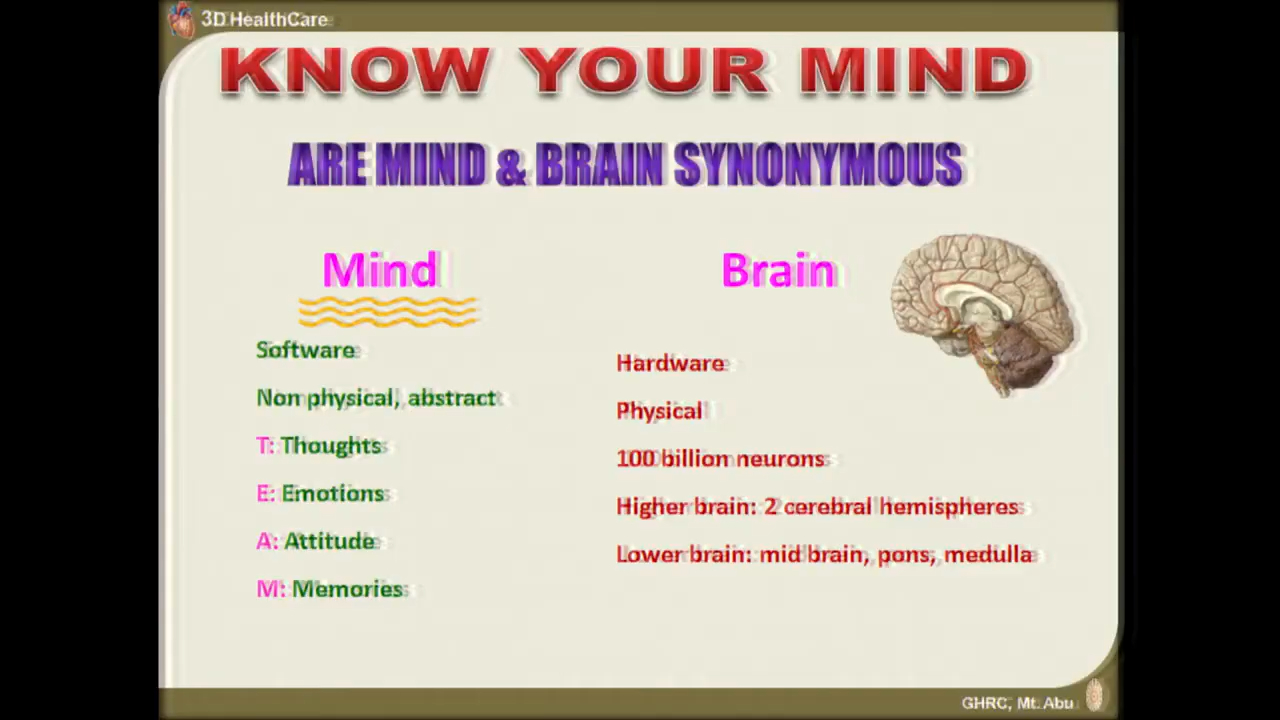 3D HealthCare
KNOW YOUR MIND
ARE MIND & BRAIN SYNONYMOUS
Mind
Software
Non physical, abstract
T: Thoughts
E: Emotions
A: Attitude
M: Memories
Brain
Hardware
Physical
100 billion neurons
Higher brain: 2 cerebral hemispheres
Lower brain: mid brain, pons, medulla
GHRC, Mt. Abu